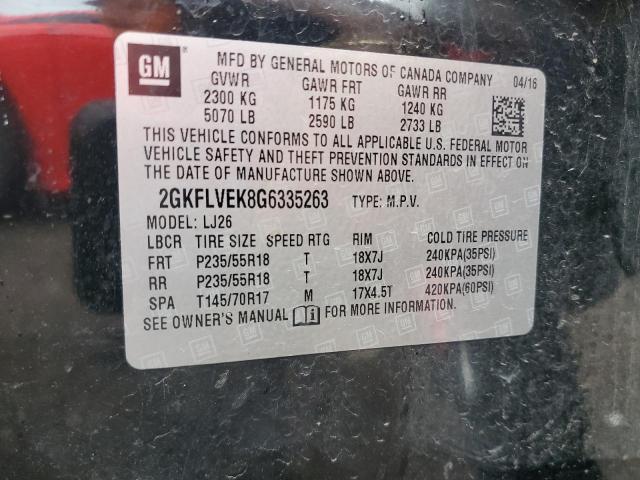 GM
MFD BY GENERAL MOTORS OF CANADA COMPANY 04/16
GVWR GAWR FRT GAWR RR
2300 KG 1175 KG 1240 KG
5070 LB 2590 LB 2733 LB
THIS VEHICLE CONFORMS TO ALL APPLICABLE U.S. FEDERAL MOTOR
VEHICLE SAFETY AND THEFT PREVENTION STANDARDS IN EFFECT ON
THE DATE OF MANUFACTURE SHOWN ABOVE.
2GKFLVEK8G6335263 TYPE: M.P.V.
MODEL: LJ26
LBCR TIRE SIZE SPEED RTG RIM COLD TIRE PRESSURE
FRT P235/55R18 T 18X7J 240KPA(35PSI)
RR P235/55R18 T 18X7J 240KPA(35PSI)
SPA T145/70R17 M 17X4.5T 420KPA(60PSI)
SEE OWNER'S MANUAL i FOR MORE INFORMATION.